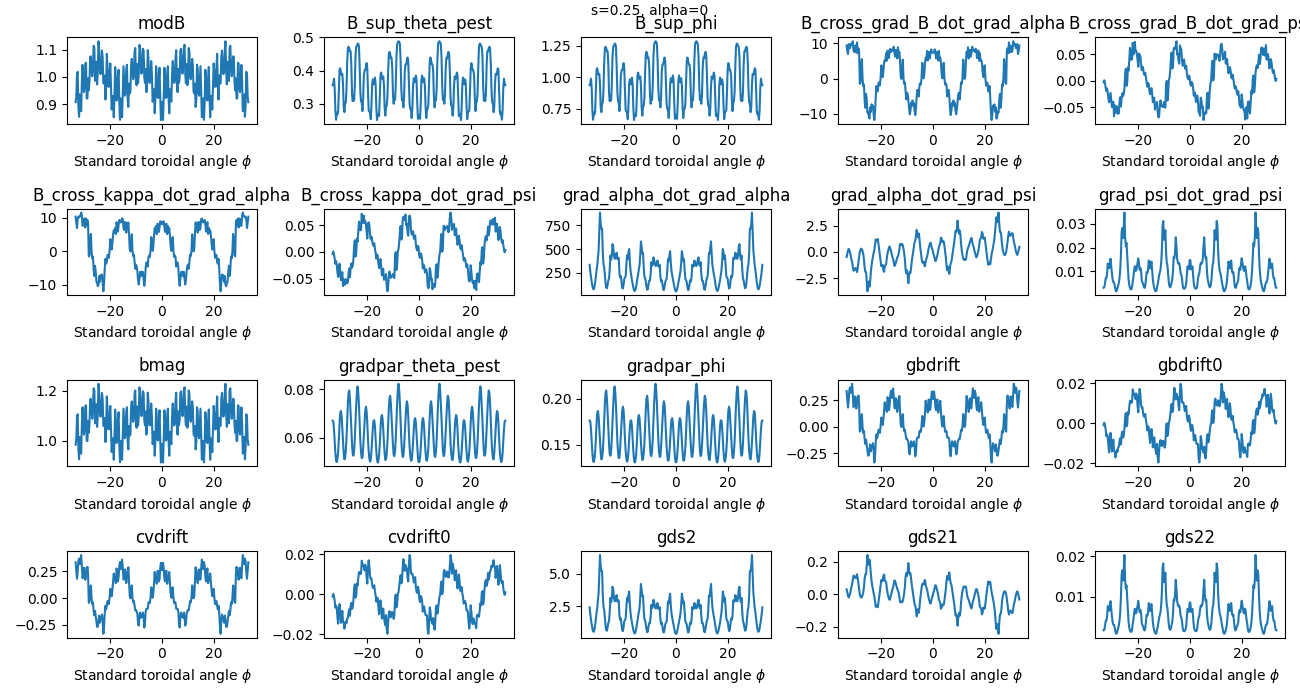 s=0.25, alpha=0
modB
B_sup_theta_pest
B_sup_phi
B_cross_grad_B_dot_grad_alpha
B_cross_grad_B_dot_grad_ps
1.1
1.0
0.9
−20
0
20
Standard toroidal angle ϕ
0.5
0.4
0.3
−20
0
20
Standard toroidal angle ϕ
1.25
1.00
0.75
−20
0
20
Standard toroidal angle ϕ
10
0
−10
−20
0
20
Standard toroidal angle ϕ
0.05
0.00
−0.05
−20
0
20
Standard toroidal angle ϕ
B_cross_kappa_dot_grad_alpha
B_cross_kappa_dot_grad_psi
grad_alpha_dot_grad_alpha
grad_alpha_dot_grad_psi
grad_psi_dot_grad_psi
10
0
−10
−20
0
20
Standard toroidal angle ϕ
0.05
0.00
−0.05
−20
0
20
Standard toroidal angle ϕ
750
500
250
−20
0
20
Standard toroidal angle ϕ
2.5
0.0
−2.5
−20
0
20
Standard toroidal angle ϕ
0.03
0.02
0.01
−20
0
20
Standard toroidal angle ϕ
bmag
gradpar_theta_pest
gradpar_phi
gbdrift
gbdrift0
1.2
1.0
−20
0
20
Standard toroidal angle ϕ
0.08
0.06
−20
0
20
Standard toroidal angle ϕ
0.20
0.15
−20
0
20
Standard toroidal angle ϕ
0.25
0.00
−0.25
−20
0
20
Standard toroidal angle ϕ
0.02
0.00
−0.02
−20
0
20
Standard toroidal angle ϕ
cvdrift
cvdrift0
gds2
gds21
gds22
0.25
0.00
−0.25
−20
0
20
Standard toroidal angle ϕ
0.02
0.00
−0.02
−20
0
20
Standard toroidal angle ϕ
5.0
2.5
−20
0
20
Standard toroidal angle ϕ
0.2
0.0
−0.2
−20
0
20
Standard toroidal angle ϕ
0.02
0.01
−20
0
20
Standard toroidal angle ϕ